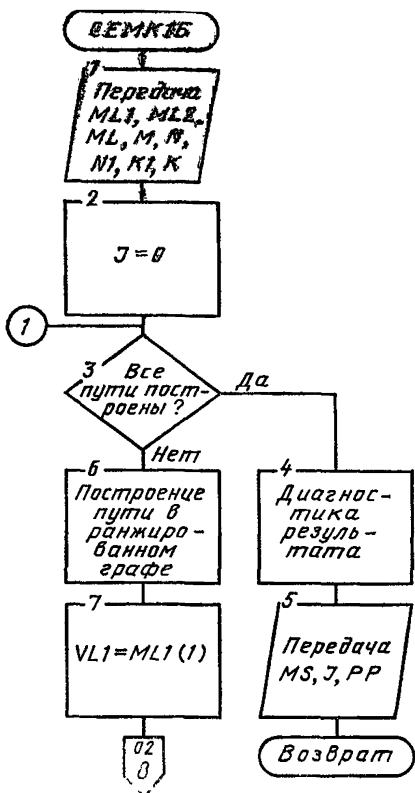 СЕМК1Б
1
Передача
ML1, ML2,
ML, M, N,
N1, K1, K
2
J = 0
1
3
Все
пути пост-
роены?
Да
Нет
6
Построение
пути в
ранжиро-
ванном
графе
4
Диагнос-
тика
резуль-
тата
7
VL1=ML1(1)
5
Передача
MS, J, PP
02
8
Возврат